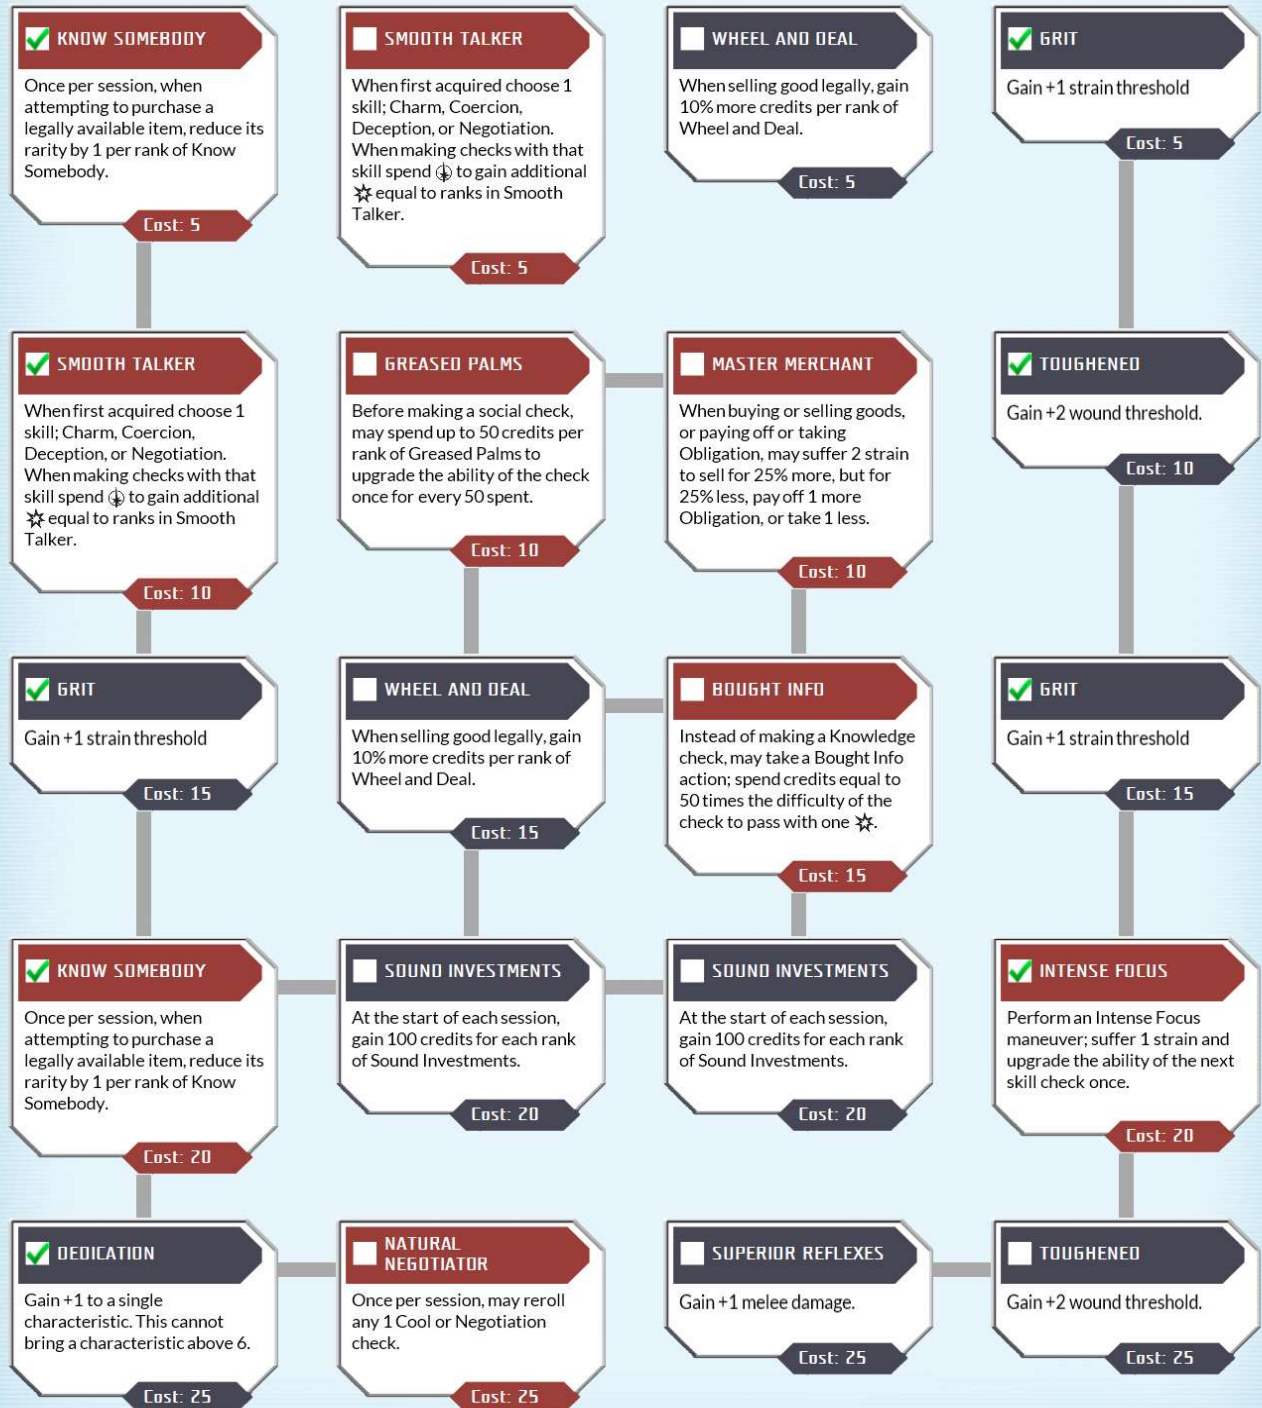 KNOW SOMEBODY
Once per session, when
attempting to purchase a
legally available item, reduce its
rarity by 1 per rank of Know
Somebody.
Cost: 5
SMOOTH TALKER
When first acquired choose 1
skill; Charm, Coercion,
Deception, or Negotiation.
When making checks with that
skill spend to gain additional
equal to ranks in Smooth
Talker.
Cost: 5
WHEEL AND DEAL
When selling good legally, gain
10% more credits per rank of
Wheel and Deal.
Cost: 5
GRIT
Gain +1 strain threshold
Cost: 5
SMOOTH TALKER
When first acquired choose 1
skill; Charm, Coercion,
Deception, or Negotiation.
When making checks with that
skill spend to gain additional
equal to ranks in Smooth
Talker.
Cost: 10
GREASED PALMS
Before making a social check,
may spend up to 50 credits per
rank of Greased Palms to
upgrade the ability of the check
once for every 50 spent.
Cost: 10
MASTER MERCHANT
When buying or selling goods,
or paying off or taking
Obligation, may suffer 2 strain
to sell for 25% more, but for
25% less, pay off 1 more
Obligation, or take 1 less.
Cost: 10
TOUGHENED
Gain +2 wound threshold.
Cost: 10
GRIT
Gain +1 strain threshold
Cost: 15
WHEEL AND DEAL
When selling good legally, gain
10% more credits per rank of
Wheel and Deal.
Cost: 15
BOUGHT INFO
Instead of making a Knowledge
check, may take a Bought Info
action; spend credits equal to
50 times the difficulty of the
check to pass with one .
Cost: 15
GRIT
Gain +1 strain threshold
Cost: 15
KNOW SOMEBODY
Once per session, when
attempting to purchase a
legally available item, reduce its
rarity by 1 per rank of Know
Somebody.
Cost: 20
SOUND INVESTMENTS
At the start of each session,
gain 100 credits for each rank
of Sound Investments.
Cost: 20
SOUND INVESTMENTS
At the start of each session,
gain 100 credits for each rank
of Sound Investments.
Cost: 20
INTENSE FOCUS
Perform an Intense Focus
maneuver; suffer 1 strain and
upgrade the ability of the next
skill check once.
Cost: 20
DEDICATION
Gain +1 to a single
characteristic. This cannot
bring a characteristic above 6.
Cost: 25
NATURAL
NEGOTIATOR
Once per session, may reroll
any 1 Cool or Negotiation
check.
Cost: 25
SUPERIOR REFLEXES
Gain +1 melee damage.
Cost: 25
TOUGHENED
Gain +2 wound threshold.
Cost: 25